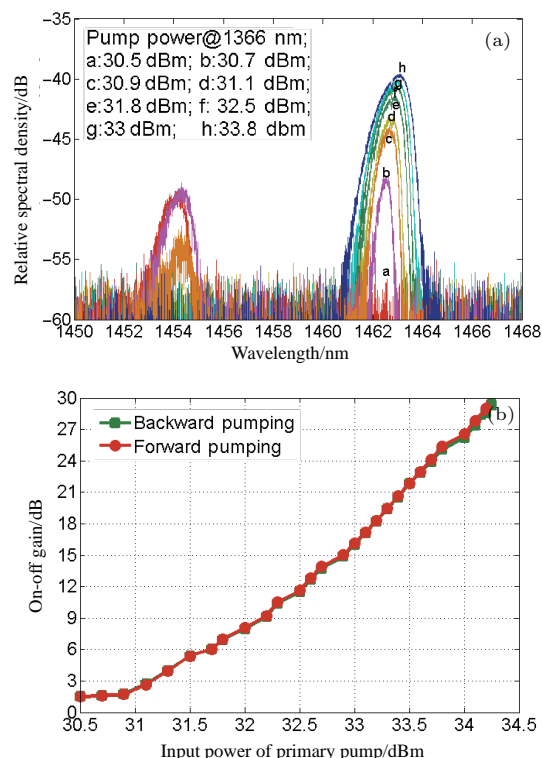 (a)
Pump power@1366 nm;
a:30.5 dBm; b:30.7 dBm;
c:30.9 dBm; d:31.1 dBm;
e:31.8 dBm; f: 32.5 dBm;
g:33 dBm; h:33.8 dbm
Relative spectral density/dB
-35
-40
-45
-50
-55
-60
h
g
f
e
d
c
b
a
1450 1452 1454 1456 1458 1460 1462 1464 1466 1468
Wavelength/nm
(b)
Backward pumping
Forward pumping
On-off gain/dB
30
27
24
21
18
15
12
9
6
3
0
30.5 31 31.5 32 32.5 33 33.5 34 34.5
Input power of primary pump/dBm